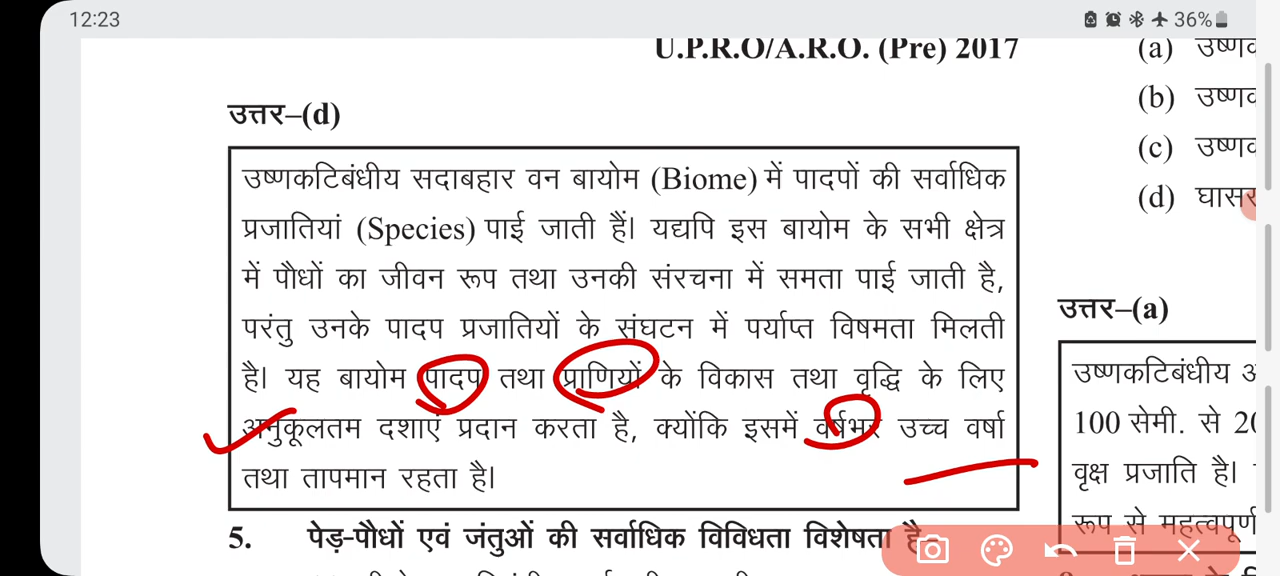 12:23
36%
U.P.R.O/A.R.O. (Pre) 2017
उत्तर–(d)
उष्णकटिबंधीय सदाबहार वन बायोम (Biome) में पादपों की सर्वाधिक
प्रजातियां (Species) पाई जाती हैं। यद्यपि इस बायोम के सभी क्षेत्र
में पौधों का जीवन रूप तथा उनकी संरचना में समता पाई जाती है,
परंतु उनके पादप प्रजातियों के संघटन में पर्याप्त विषमता मिलती
है। यह बायोम पादप तथा प्राणियों के विकास तथा वृद्धि के लिए
अनुकूलतम दशाएं प्रदान करता है, क्योंकि इसमें वर्षभर उच्च वर्षा
तथा तापमान रहता है।
5. पेड़-पौधों एवं जंतुओं की सर्वाधिक विविधता विशेषता है
(a)
(b)
(c)
(d)
उत्तर–(a)
उष्णकटिबंधीय
100 सेमी. से
वृक्ष प्रजाति है।
रूप से महत्वपूर्ण